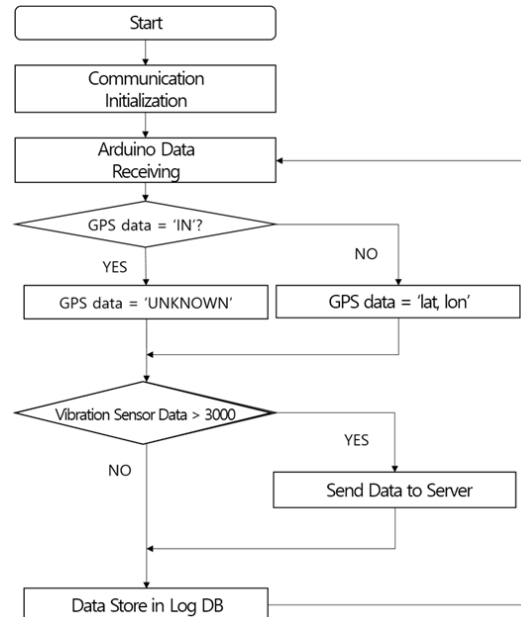 Start
Communication
Initialization
Arduino Data
Receiving
GPS data = ‘IN’?
YES
NO
GPS data = ‘UNKNOWN’
GPS data = ‘lat, lon’
Vibration Sensor Data > 3000
YES
NO
Send Data to Server
Data Store in Log DB